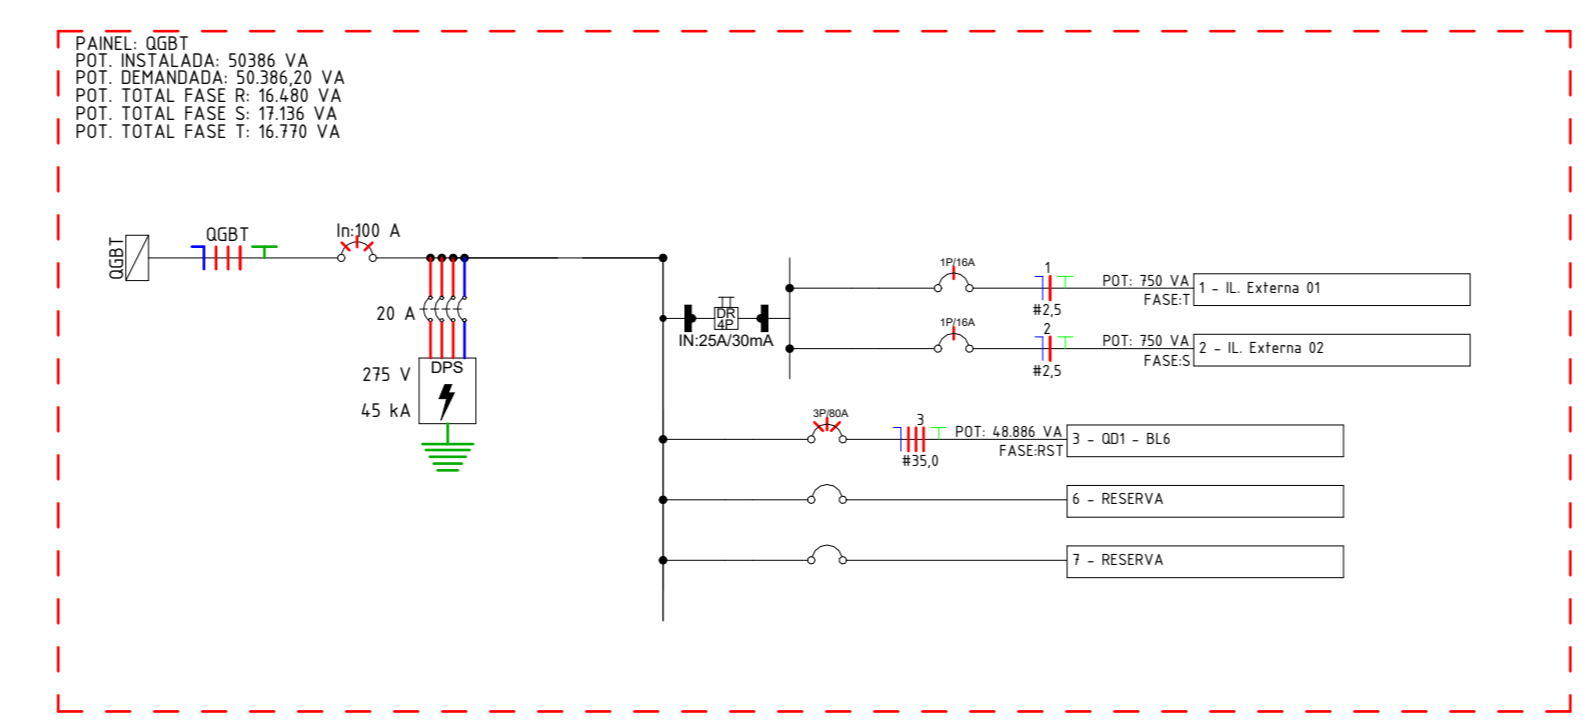 PAINEL: QGBT
POT. INSTALADA: 50386 VA
POT. DEMANDADA: 50.386,20 VA
POT. TOTAL FASE R: 16.480 VA
POT. TOTAL FASE S: 17.136 VA
POT. TOTAL FASE T: 16.770 VA
QGBT
QGBT
In:100 A
20 A
DPS
275 V
45 kA
DR
4P
IN:25A/30mA
1P/16A
1
#2,5
POT: 750 VA
FASE:T
1 - IL. Externa 01
1P/16A
2
#2,5
POT: 750 VA
FASE:S
2 - IL. Externa 02
3P/80A
3
#35,0
POT: 48.886 VA
FASE:RST
3 - QD1 - BL6
6 - RESERVA
7 - RESERVA